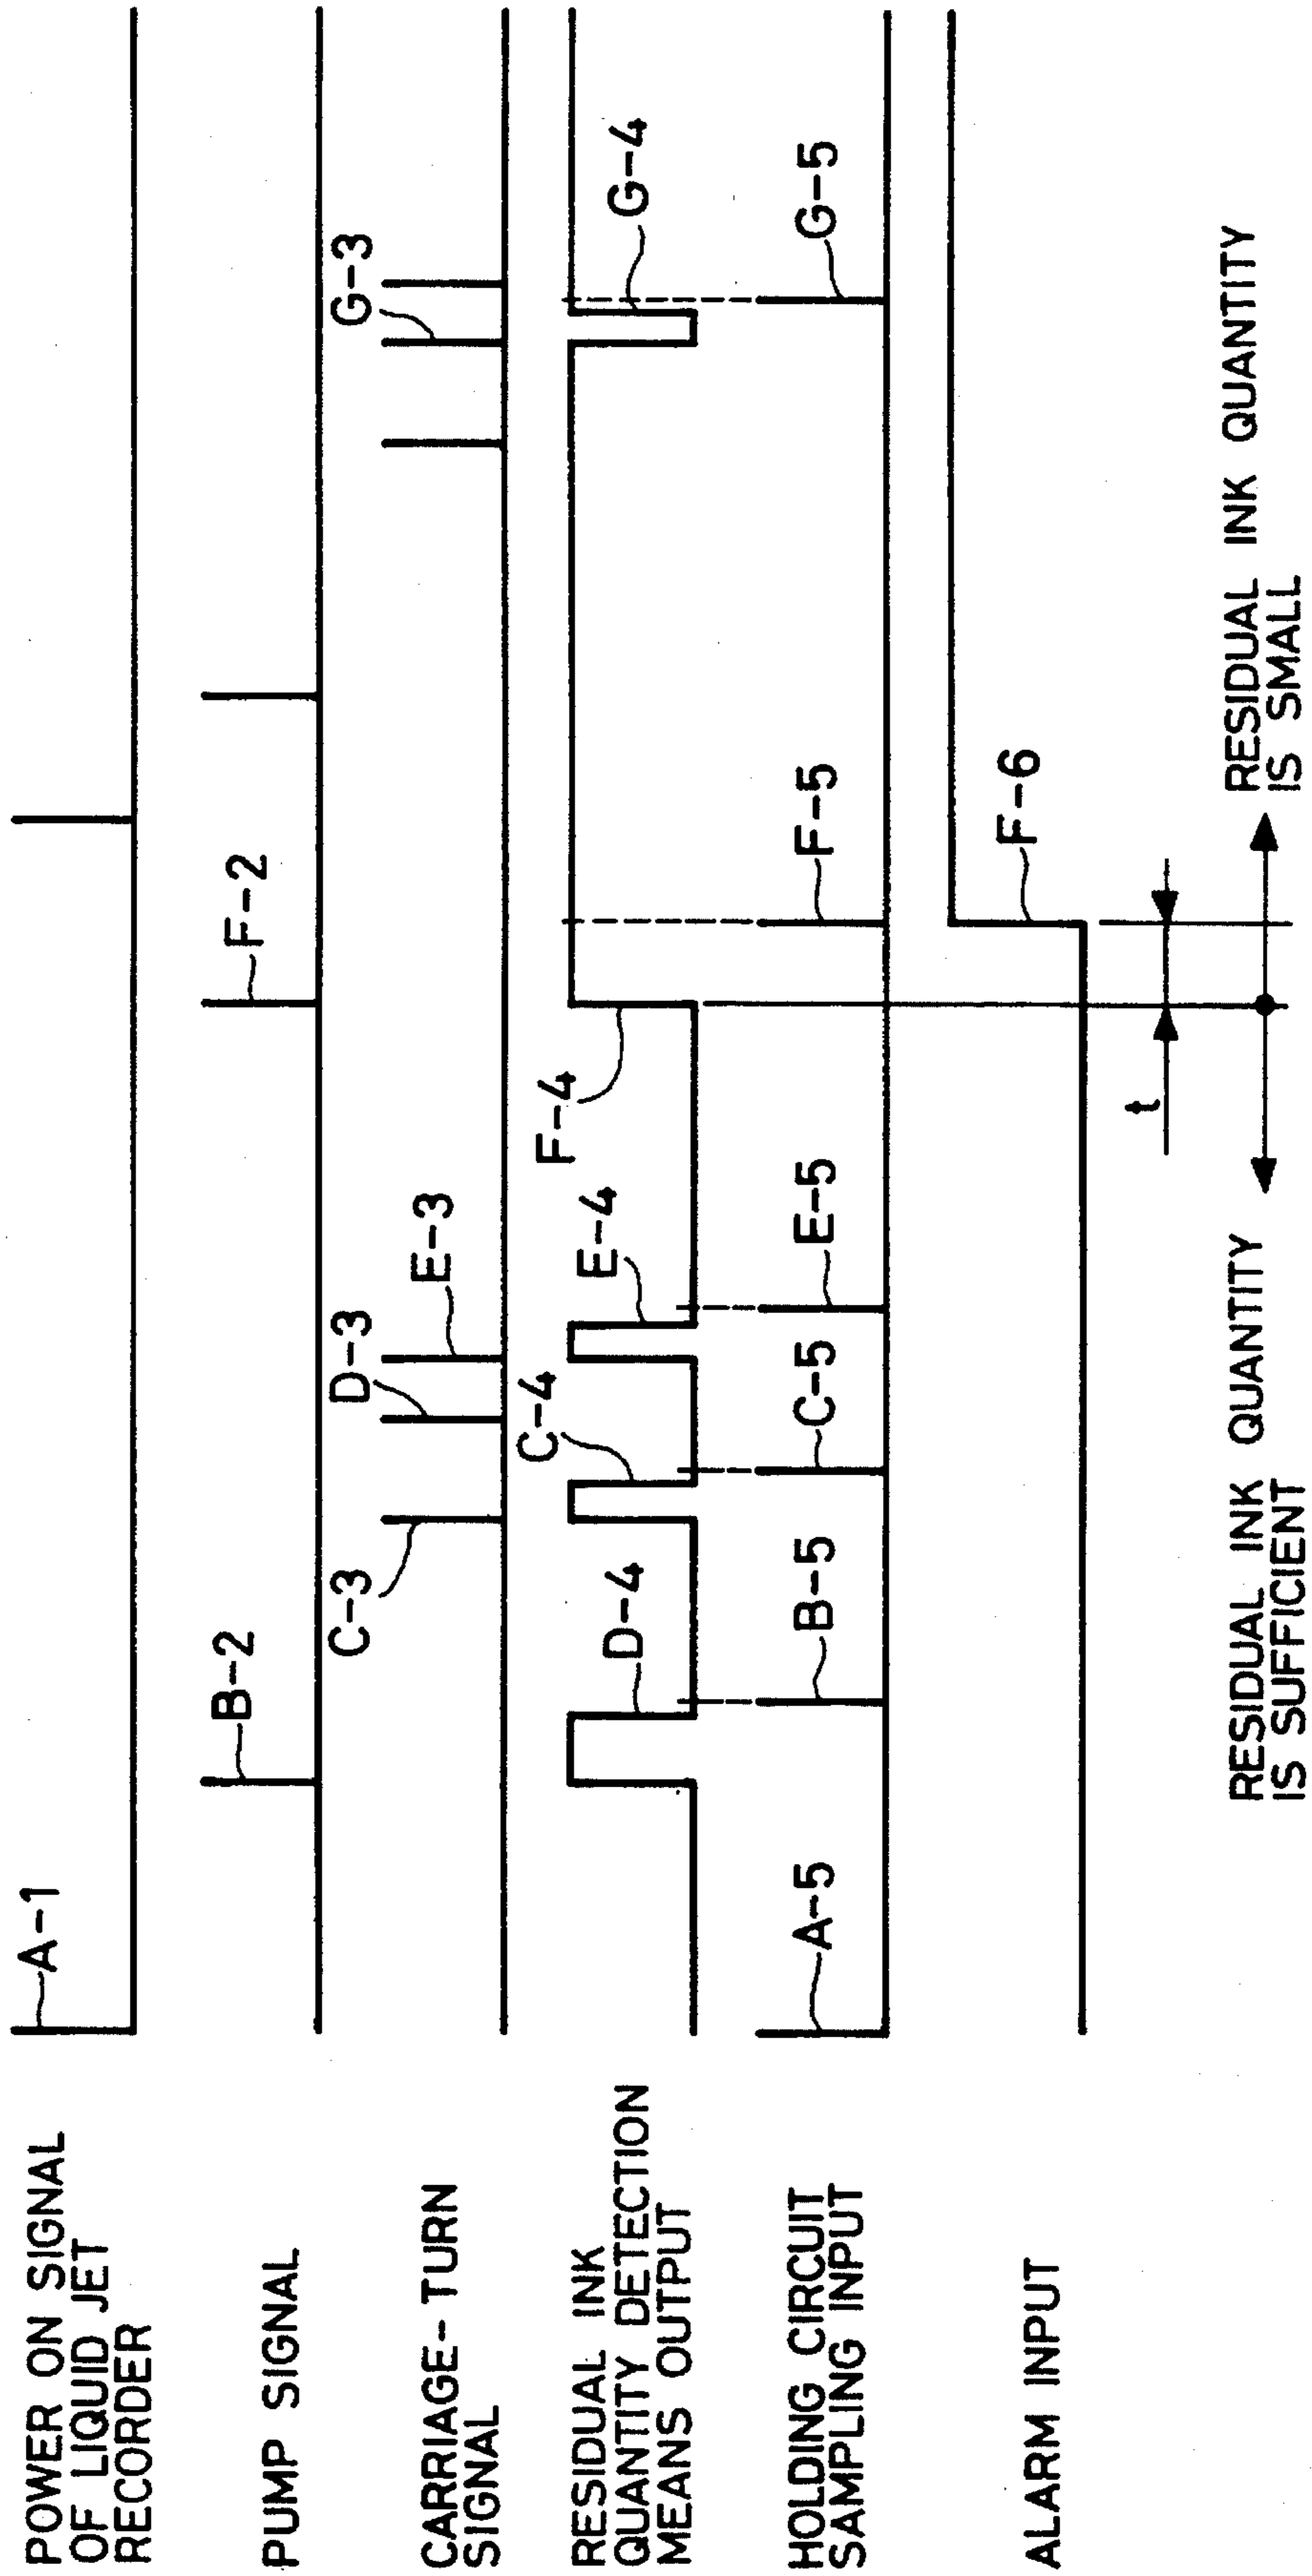 POWER ON SIGNAL
OF LIQUID JET
RECORDER
A-1
PUMP SIGNAL
B-2
F-2
CARRIAGE-TURN
SIGNAL
C-3
D-3
E-3
G-3
RESIDUAL INK
QUANTITY DETECTION
MEANS OUTPUT
D-4
C-4
E-4
F-4
G-4
HOLDING CIRCUIT
SAMPLING INPUT
A-5
B-5
C-5
E-5
F-5
G-5
ALARM INPUT
F-6
t
RESIDUAL INK QUANTITY
IS SUFFICIENT
RESIDUAL INK QUANTITY
IS SMALL